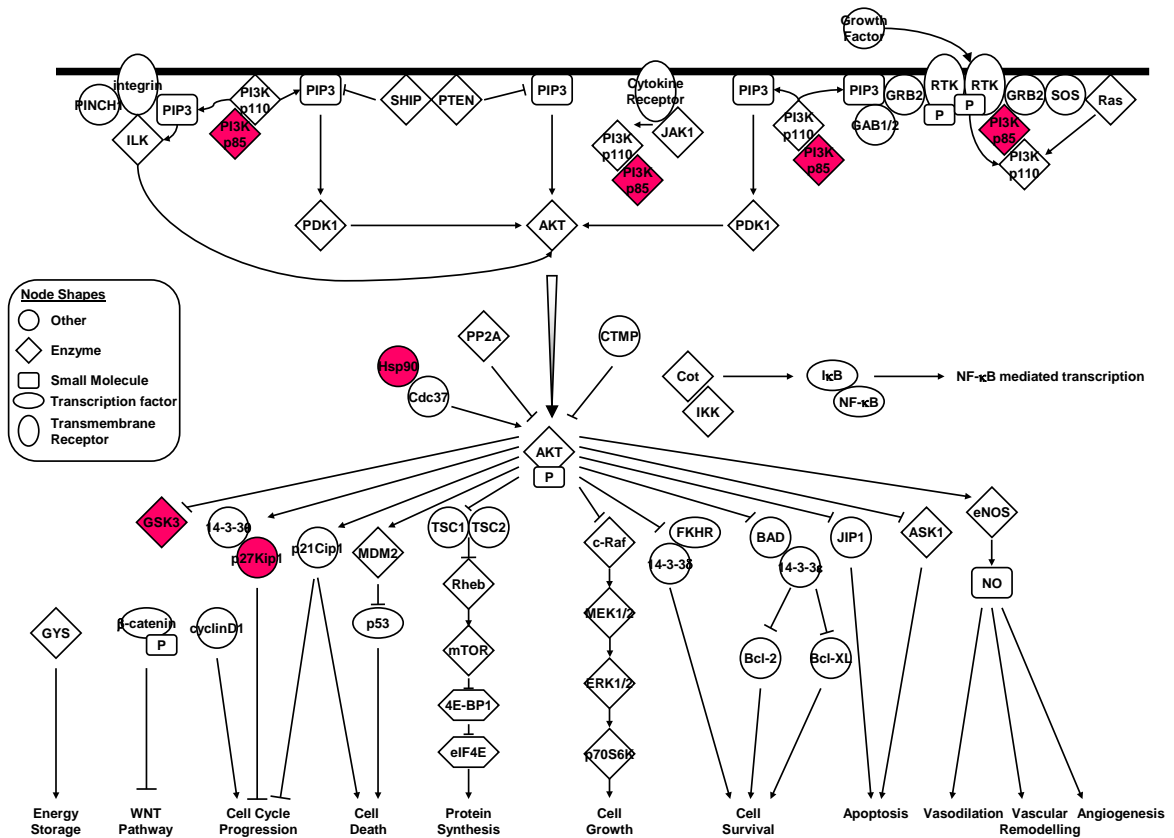 Growth
Factor
integrin
PINCH1
PIP3
PI3K
p110
PI3K
p85
ILK
PIP3
SHIP
PTEN
PIP3
Cytokine
Receptor
JAK1
PI3K
p110
PI3K
p85
PIP3
PI3K
p110
PI3K
p85
PIP3
GRB2
GAB1/2
RTK
RTK
P
P
GRB2
SOS
Ras
PI3K
p85
PI3K
p110
PDK1
AKT
PDK1
Node Shapes
Other
Enzyme
Small Molecule
Transcription factor
Transmembrane
Receptor
PP2A
CTMP
Hsp90
Cdc37
Cot
IKK
IκB
NF-κB
NF-κB mediated transcription
AKT
P
GSK3
14-3-3θ
p27Kip1
p21Cip1
MDM2
TSC1
TSC2
c-Raf
FKHR
14-3-3δ
BAD
14-3-3ε
JIP1
ASK1
eNOS
NO
GYS
β-catenin
P
cyclinD1
p53
Rheb
mTOR
4E-BP1
eIF4E
MEK1/2
ERK1/2
p70S6K
Bcl-2
Bcl-XL
Energy
Storage
WNT
Pathway
Cell Cycle
Progression
Cell
Death
Protein
Synthesis
Cell
Growth
Cell
Survival
Apoptosis
Vasodilation
Vascular
Remodelling
Angiogenesis